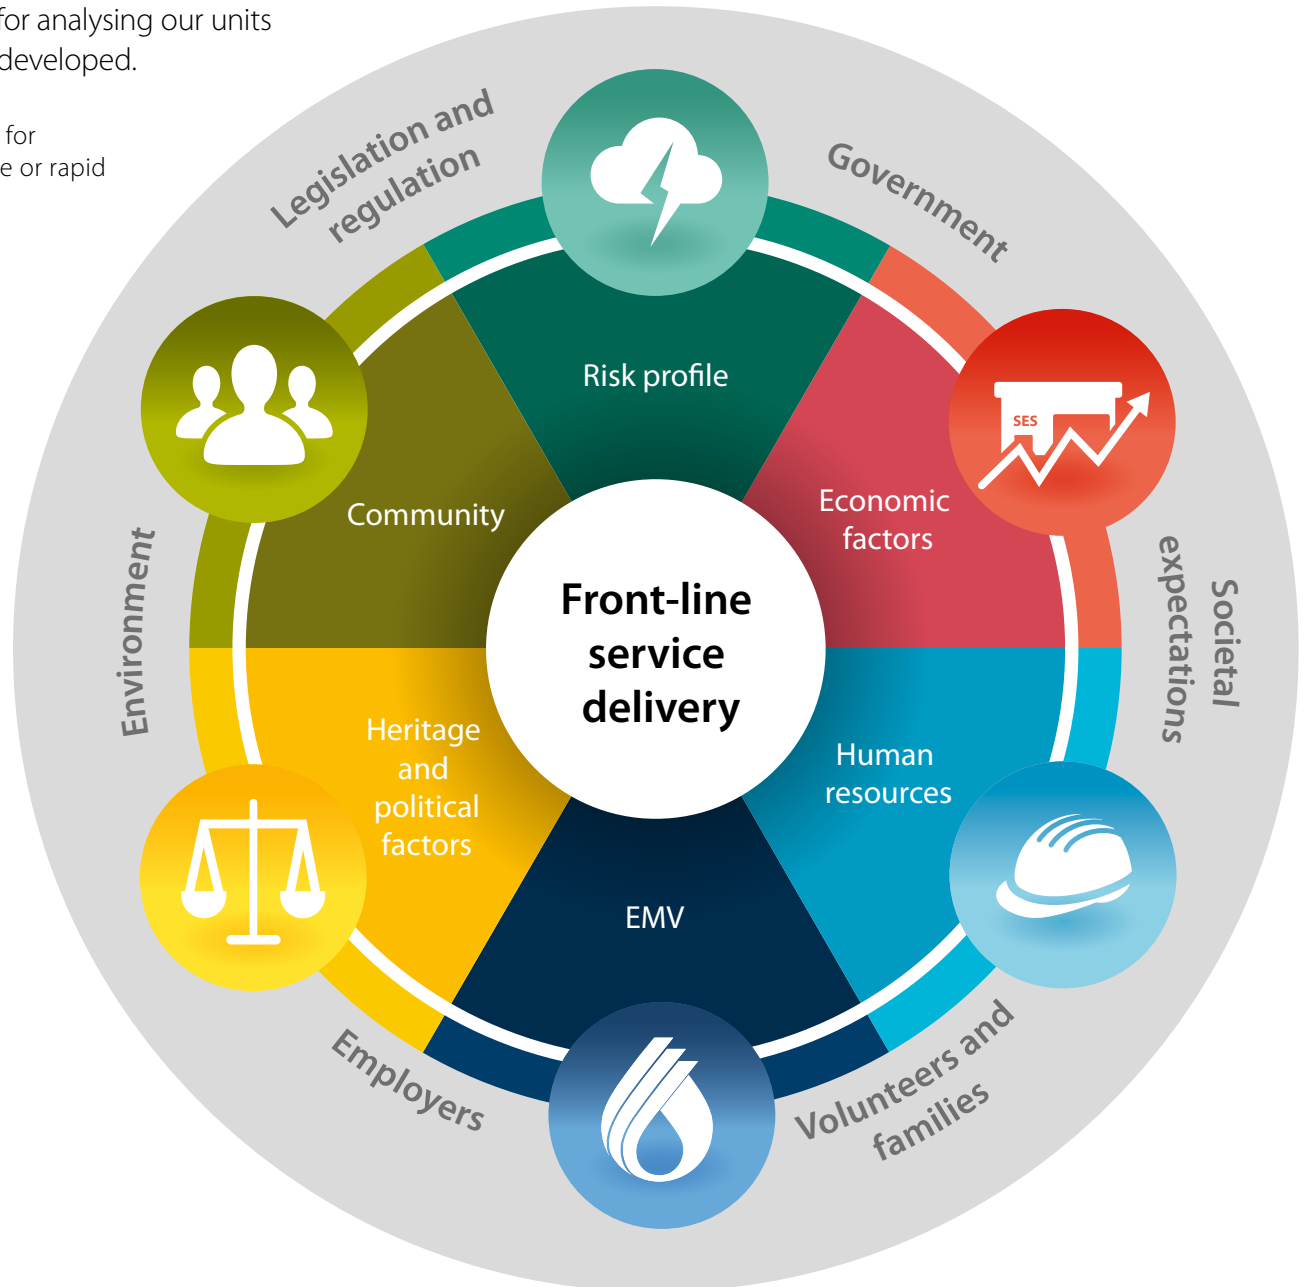 for analysing our units
developed.
for
e or rapid
Legislation and
regulation
Government
Societal
expectations
Volunteers and
families
Employers
Environment
Risk profile
Economic
factors
SES
Human
resources
EMV
Heritage
and
political
factors
Community
Front-line
service
delivery